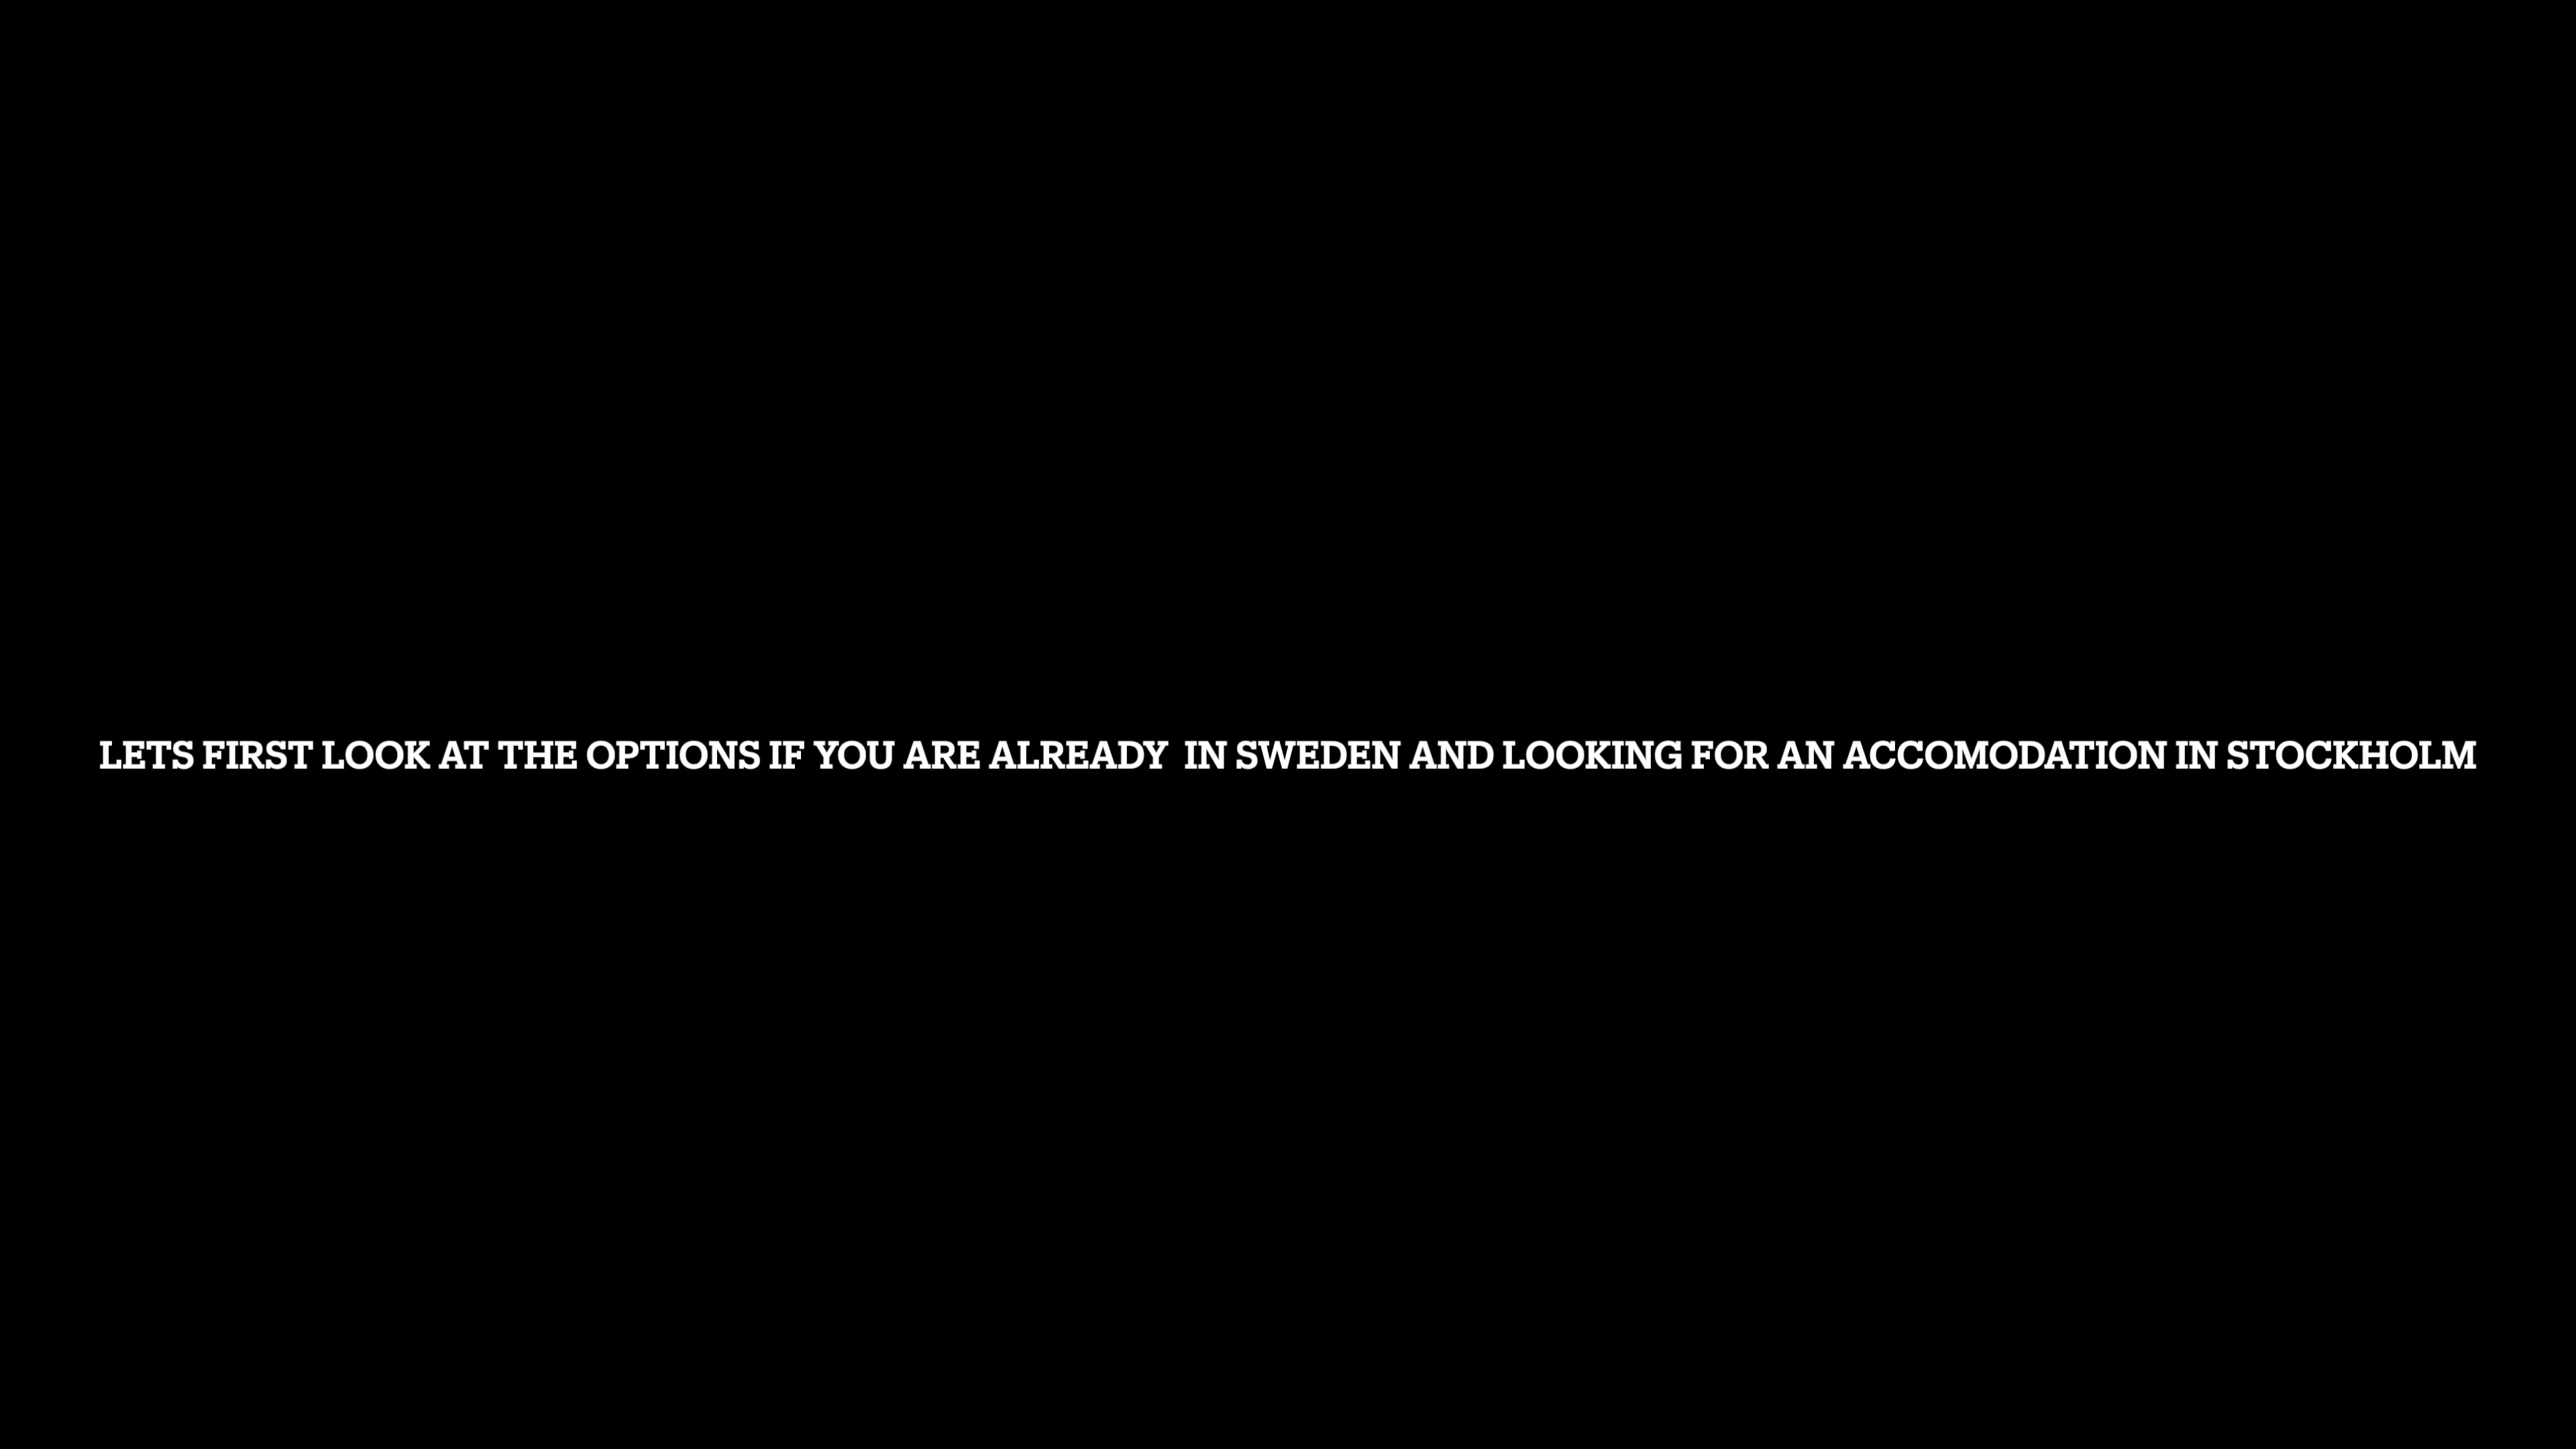 LETS FIRST LOOK AT THE OPTIONS IF YOU ARE ALREADY  IN SWEDEN AND LOOKING FOR AN ACCOMODATION IN STOCKHOLM